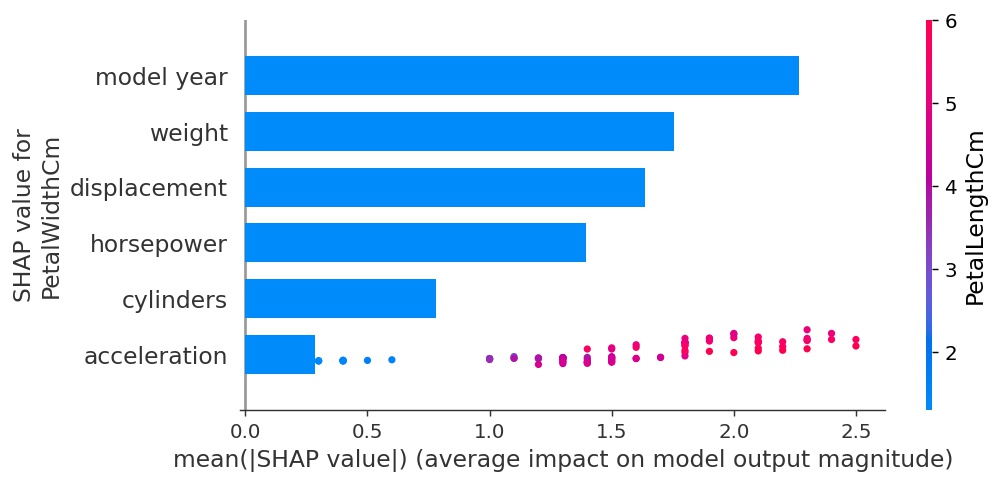 SHAP value for
PetalWidthCm
model year
weight
displacement
horsepower
cylinders
acceleration
0.0 0.5 1.0 1.5 2.0 2.5
mean(|SHAP value|) (average impact on model output magnitude)
6
5
4
3
2
PetalLengthCm